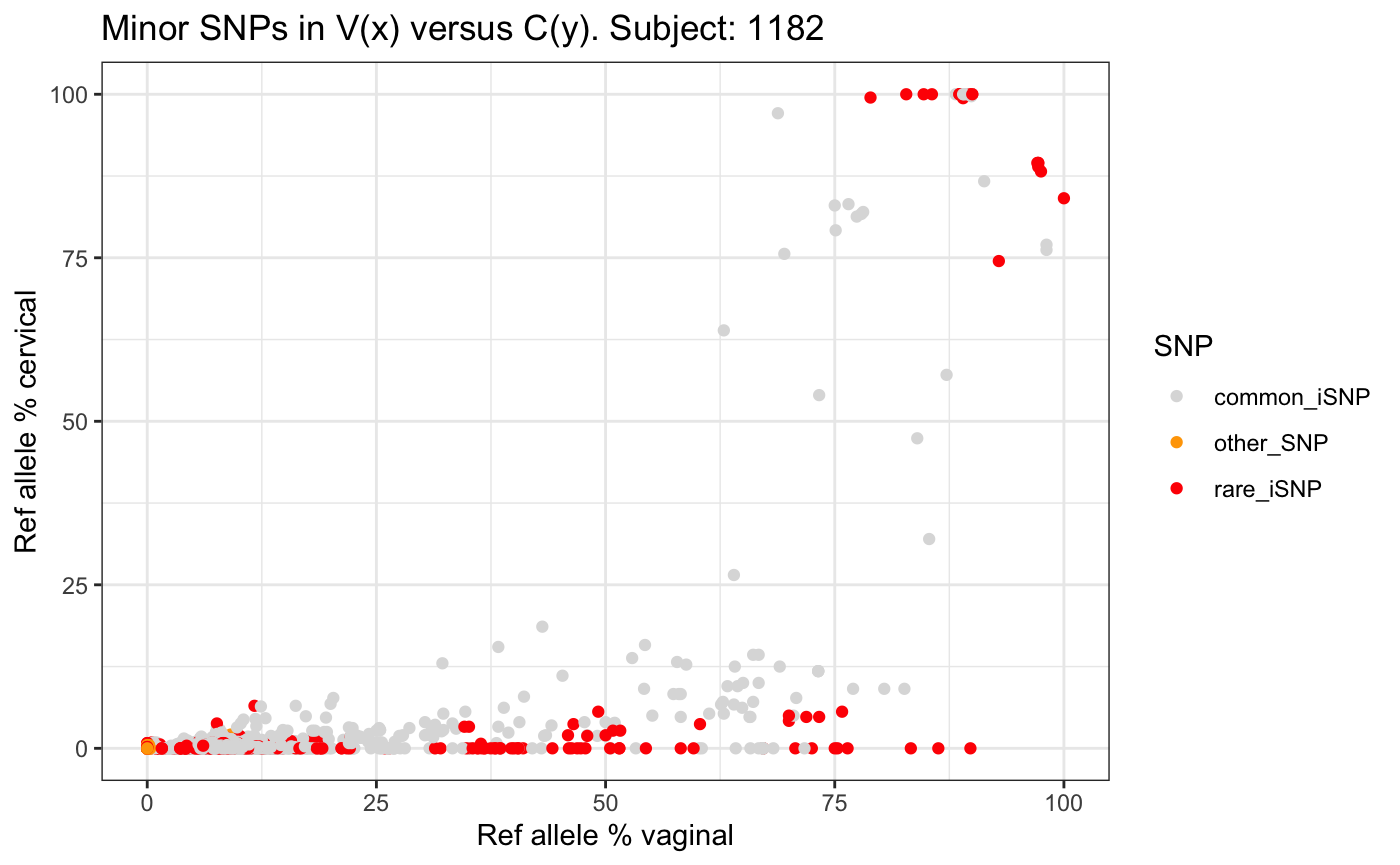 Minor SNPs in V(x) versus C(y). Subject: 1182
100
75
50
25
0
Ref allele % cervical
0 25 50 75 100
Ref allele % vaginal
SNP
common_iSNP
other_SNP
rare_iSNP